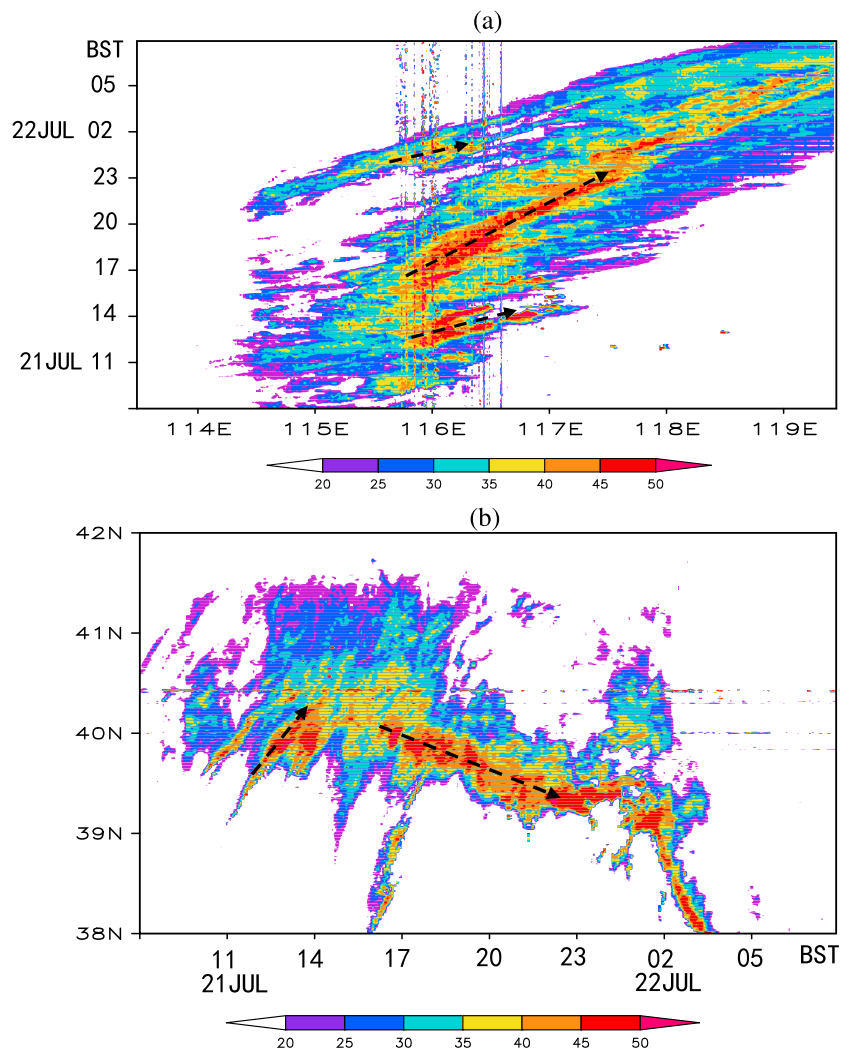 (a)
BST
05
22JUL 02
23
20
17
14
21JUL 11
114E 115E 116E 117E 118E 119E
20 25 30 35 40 45 50
(b)
42N
41N
40N
39N
38N
11 14 17 20 23 02 05 BST
21JUL 22JUL
20 25 30 35 40 45 50